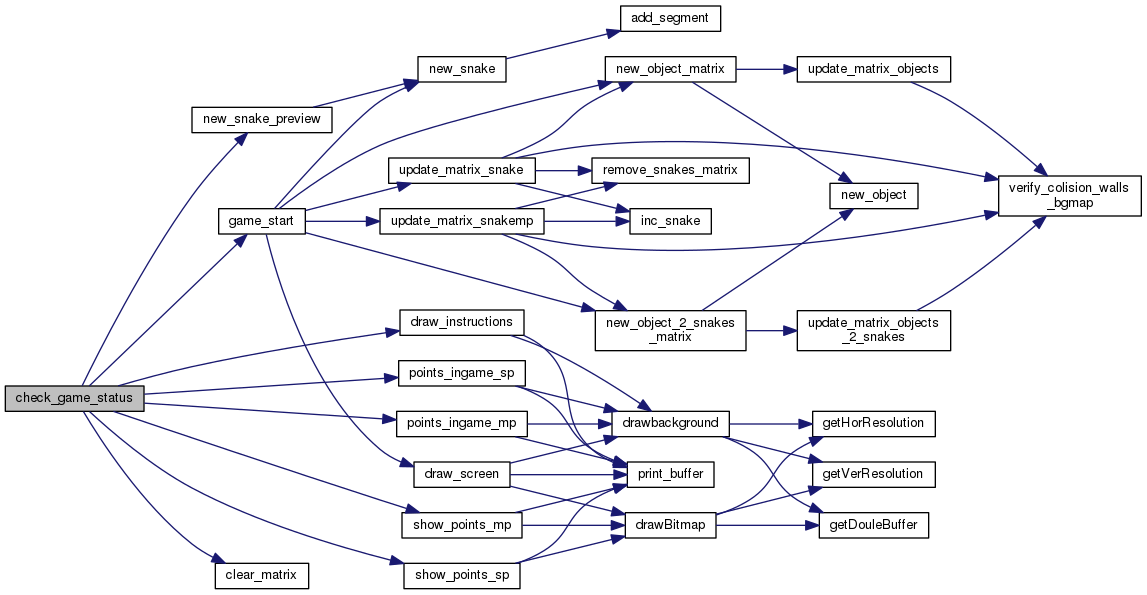 add_segment
new_snake
new_object_matrix
update_matrix_objects
new_snake_preview
update_matrix_snake
remove_snakes_matrix
verify_colision_walls
_bgmap
new_object
game_start
update_matrix_snakemp
inc_snake
draw_instructions
new_object_2_snakes
_matrix
update_matrix_objects
_2_snakes
points_ingame_sp
check_game_status
points_ingame_mp
drawbackground
getHorResolution
draw_screen
print_buffer
getVerResolution
show_points_mp
drawBitmap
getDouleBuffer
clear_matrix
show_points_sp